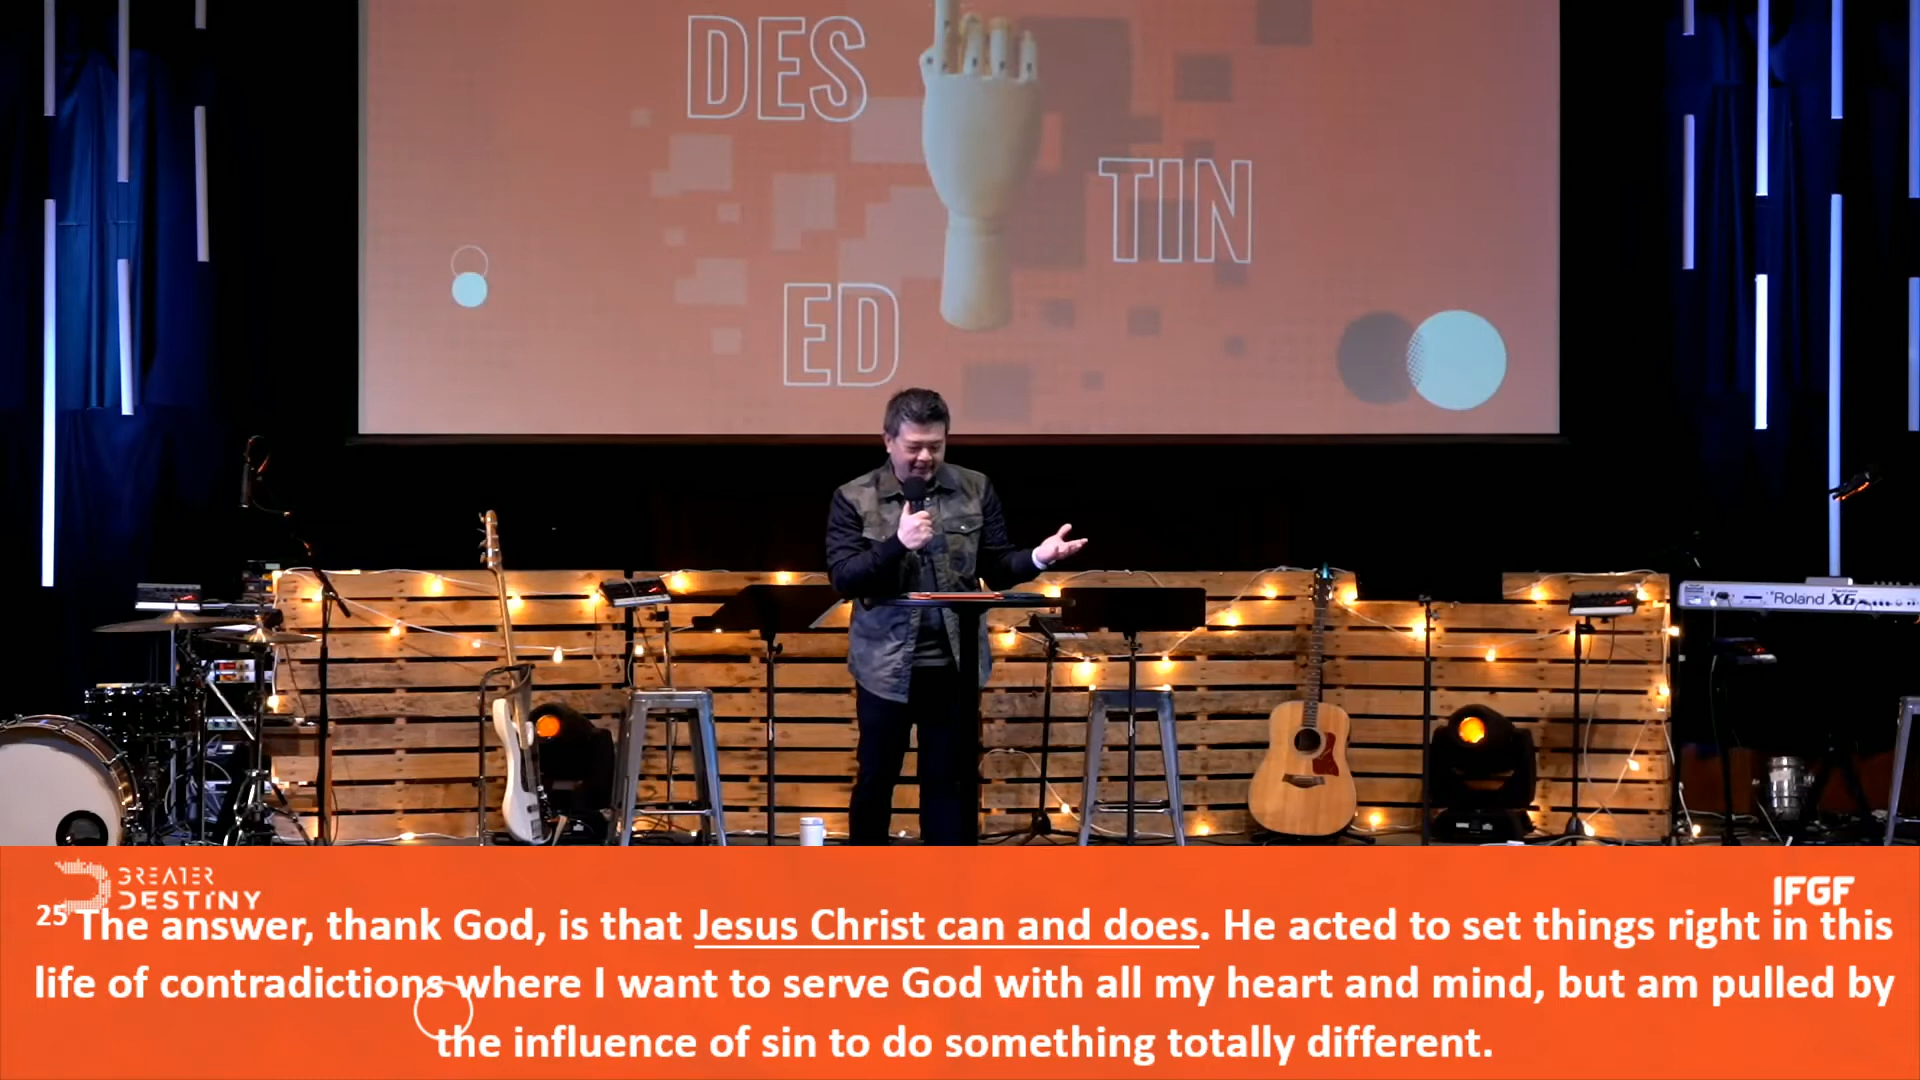 DES
TIN
ED
Roland X6
GREATER
DESTINY
IFGF
25 The answer, thank God, is that Jesus Christ can and does. He acted to set things right in this
life of contradictions where I want to serve God with all my heart and mind, but am pulled by
the influence of sin to do something totally different.